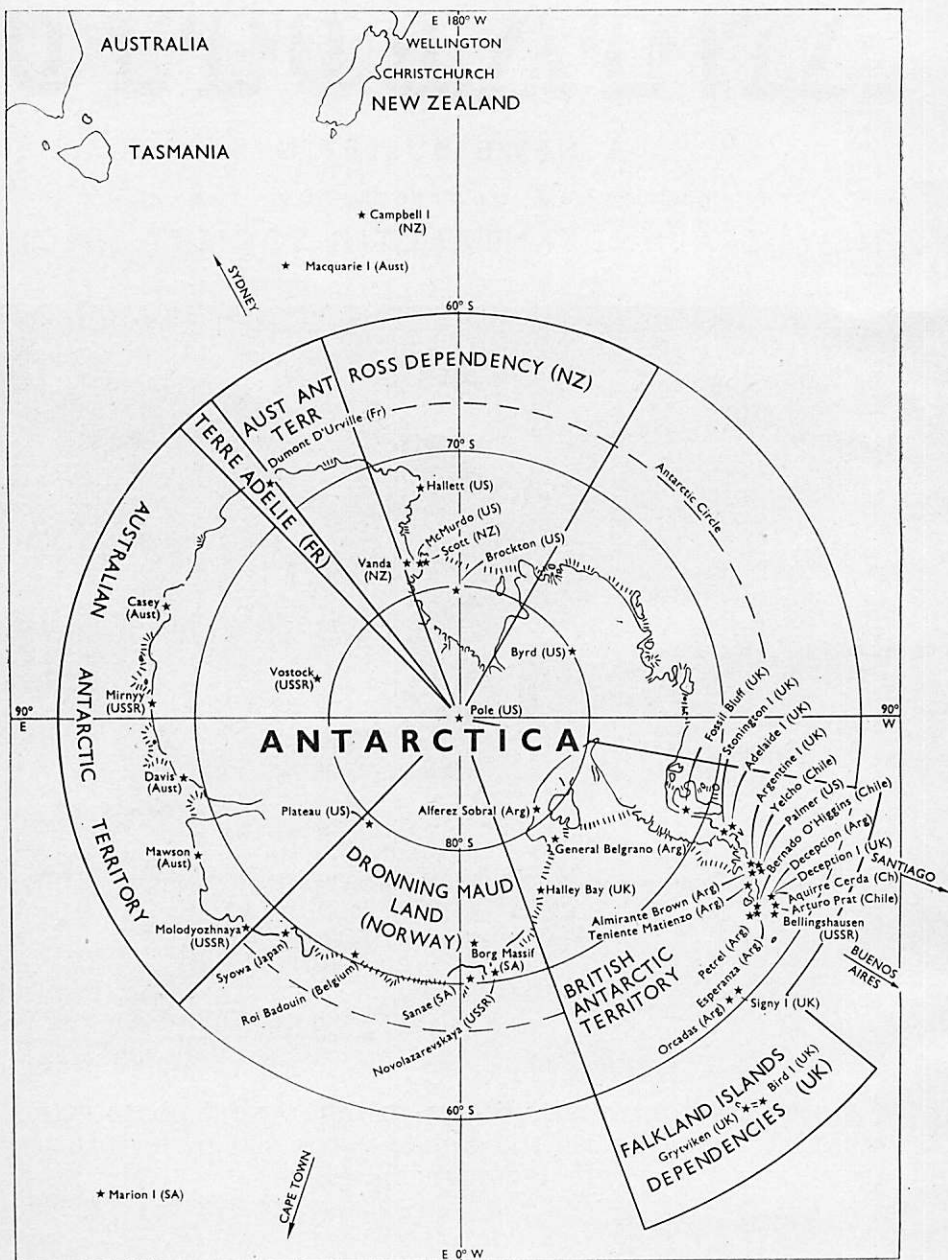 E 180° W
AUSTRALIA
WELLINGTON
CHRISTCHURCH
NEW ZEALAND
TASMANIA
Campbell I
(NZ)
Macquarie I (Aust)
SYDNEY
60° S
ROSS DEPENDENCY (NZ)
AUST ANT
TERR
TERRE ADELIE (FR)
Dumont D'Urville (Fr)
70° S
Antarctic Circle
Hallett (US)
McMurdo (US)
Scott (NZ)
Vanda
(NZ)
Brockton (US)
AUSTRALIAN
ANTARCTIC
TERRITORY
Casey
(Aust)
Vostock
(USSR)
Byrd (US)
Mirnyy
(USSR)
90°
E
Pole (US)
90°
W
ANTARCTICA
Fossil Bluff (UK)
Stonington I (UK)
Adelaide I (UK)
Argentine I (UK)
Yelcho (Chile)
Palmer (US)
Bernado O'Higgins (Chile)
Decepcion (Arg)
Deception I (UK)
Aquirre Cerda (Ch)
Arturo Prat (Chile)
Bellingshausen
(USSR)
SANTIAGO
Davis
(Aust)
Plateau (US)
Alferez Sobral (Arg)
General Belgrano (Arg)
80° S
Mawson
(Aust)
DRONNING MAUD
LAND
(NORWAY)
Halley Bay (UK)
Almirante Brown (Arg)
Teniente Matienzo (Arg)
Molodyozhnaya
(USSR)
Syowa (Japan)
Roi Badouin (Belgium)
Borg Massif
(SA)
Sanae (SA)
Novolazarevskaya (USSR)
BRITISH
ANTARCTIC
TERRITORY
Petrel (Arg)
Esperanza (Arg)
Orcadas (Arg)
Signy I (UK)
BUENOS
AIRES
60° S
FALKLAND ISLANDS
DEPENDENCIES (UK)
Bird I (UK)
Grytviken (UK)
Marion I (SA)
CAPE TOWN
E 0° W